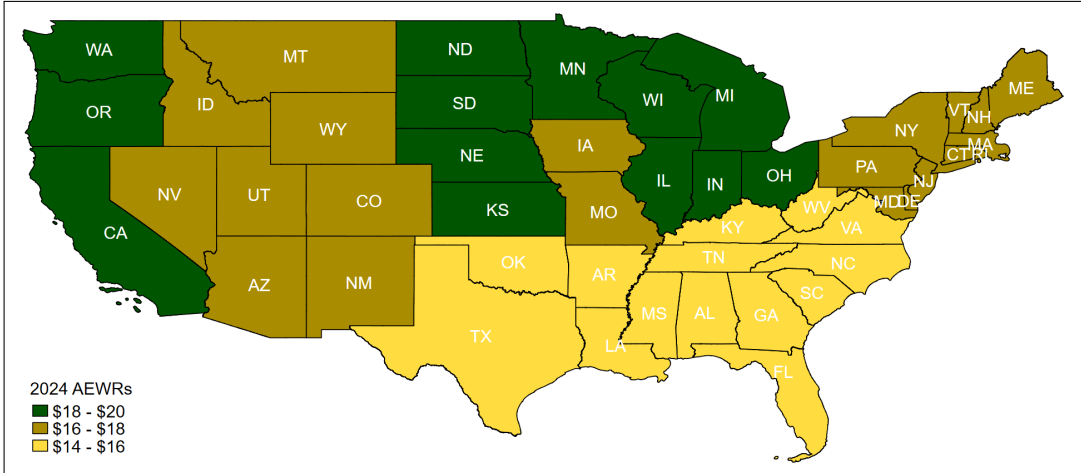 WA
MT
ND
MN
ME
OR
ID
SD
WI
MI
VT
NH
NY
WY
MA
NE
IA
CT
RI
PA
NV
UT
CO
KS
IL
IN
OH
NJ
MO
MD
DE
WV
CA
KY
VA
OK
TN
NC
AZ
NM
AR
SC
TX
MS
AL
GA
LA
FL
2024 AEWRs
$18 - $20
$16 - $18
$14 - $16